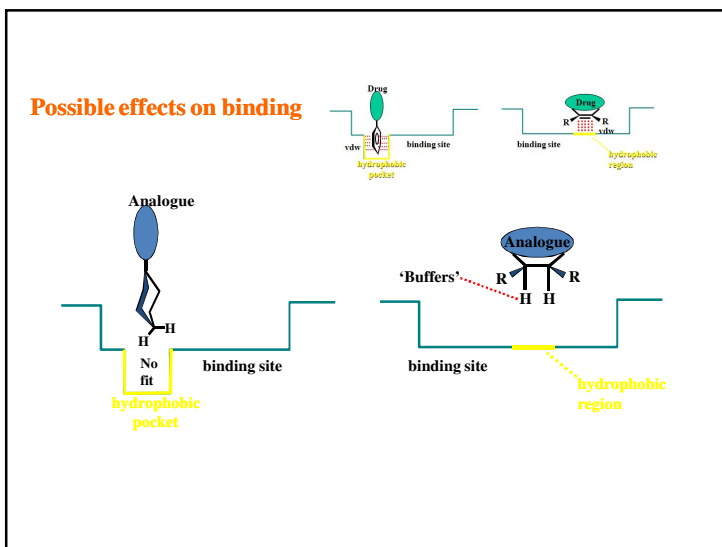 Possible effects on binding
Drug
vdw
binding site
hydrophobic
pocket
Drug
R
R
vdw
binding site
hydrophobic
region
Analogue
H
H
No
fit
binding site
hydrophobic
pocket
Analogue
R
R
‘Buffers’
H H
binding site
hydrophobic
region